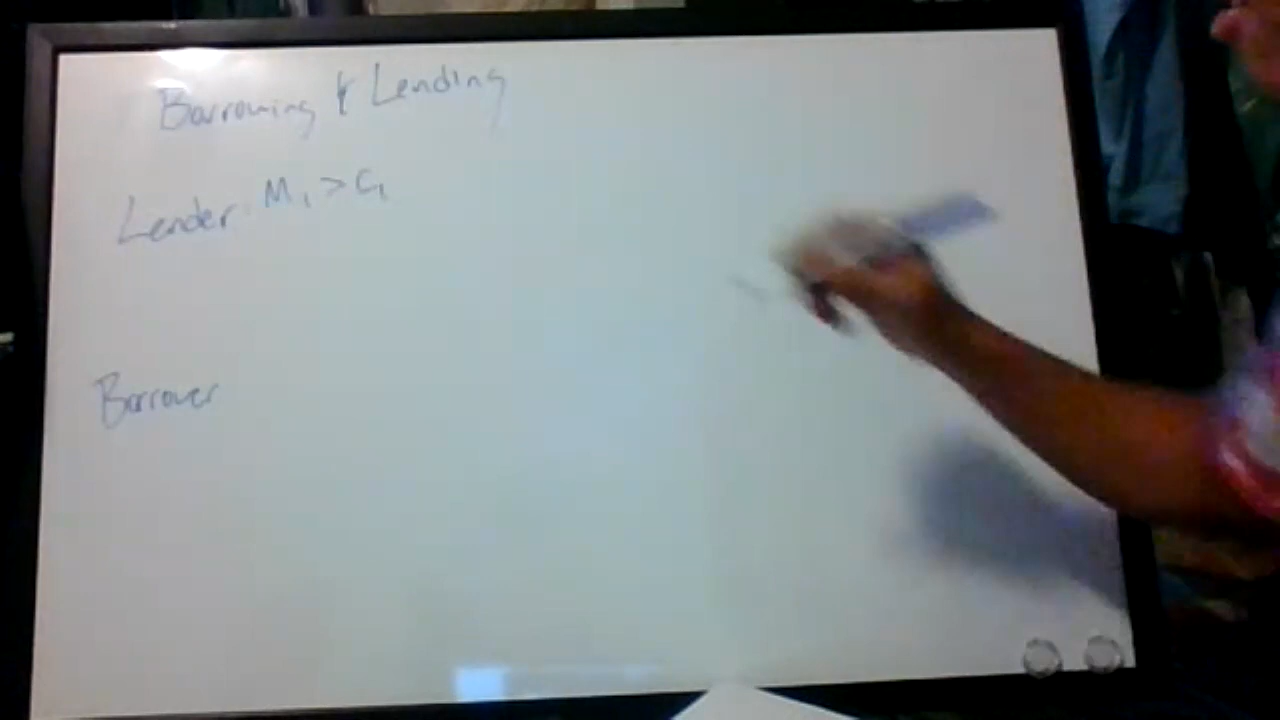 Borrowing & Lending
Lender: M₁ > C₁
Borrower